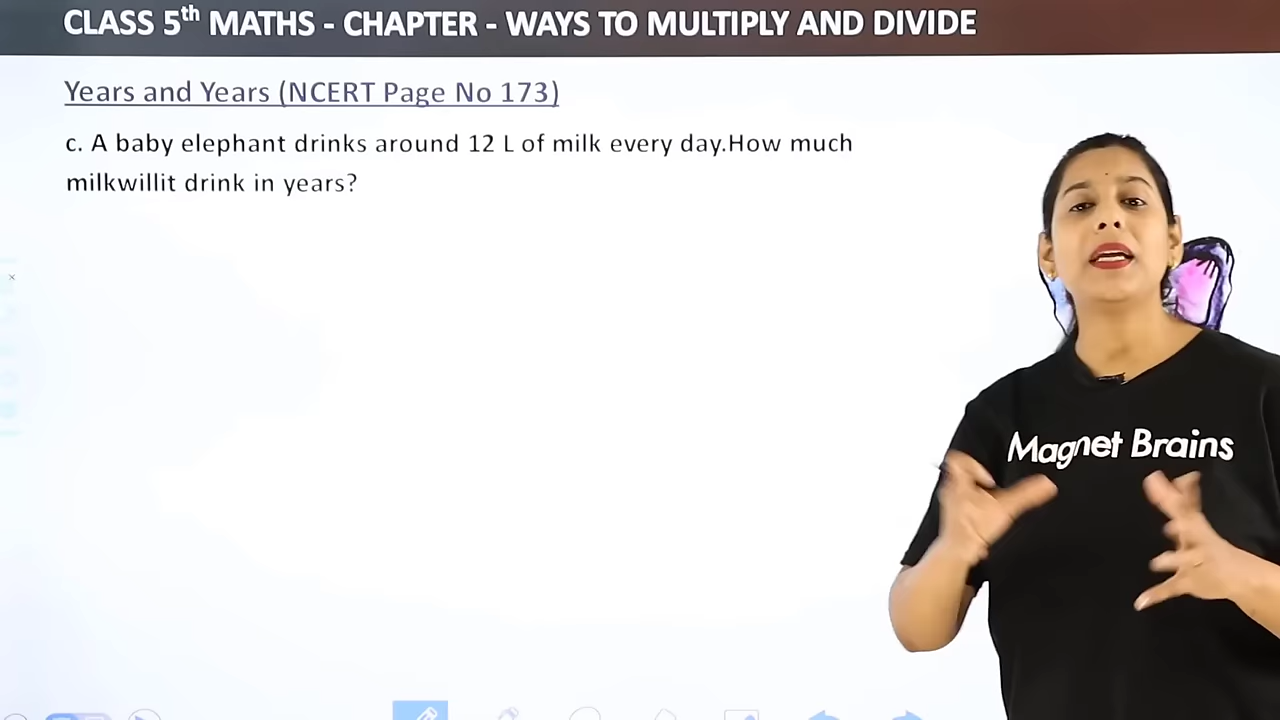 CLASS 5th MATHS - CHAPTER - WAYS TO MULTIPLY AND DIVIDE
Years and Years (NCERT Page No 173)
c. A baby elephant drinks around 12 L of milk every day.How much
milkwillit drink in years?
Magnet Brains